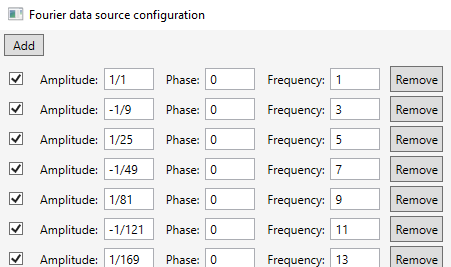 Fourier data source configuration
Add
Amplitude: 1/1 Phase: 0 Frequency: 1 Remove
Amplitude: -1/9 Phase: 0 Frequency: 3 Remove
Amplitude: 1/25 Phase: 0 Frequency: 5 Remove
Amplitude: -1/49 Phase: 0 Frequency: 7 Remove
Amplitude: 1/81 Phase: 0 Frequency: 9 Remove
Amplitude: -1/121 Phase: 0 Frequency: 11 Remove
Amplitude: 1/169 Phase: 0 Frequency: 13 Remove